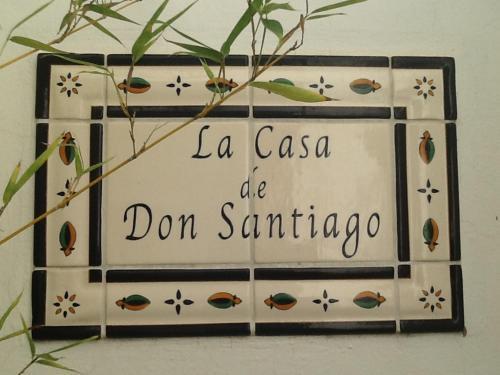 La Casa
de
Don Santiago